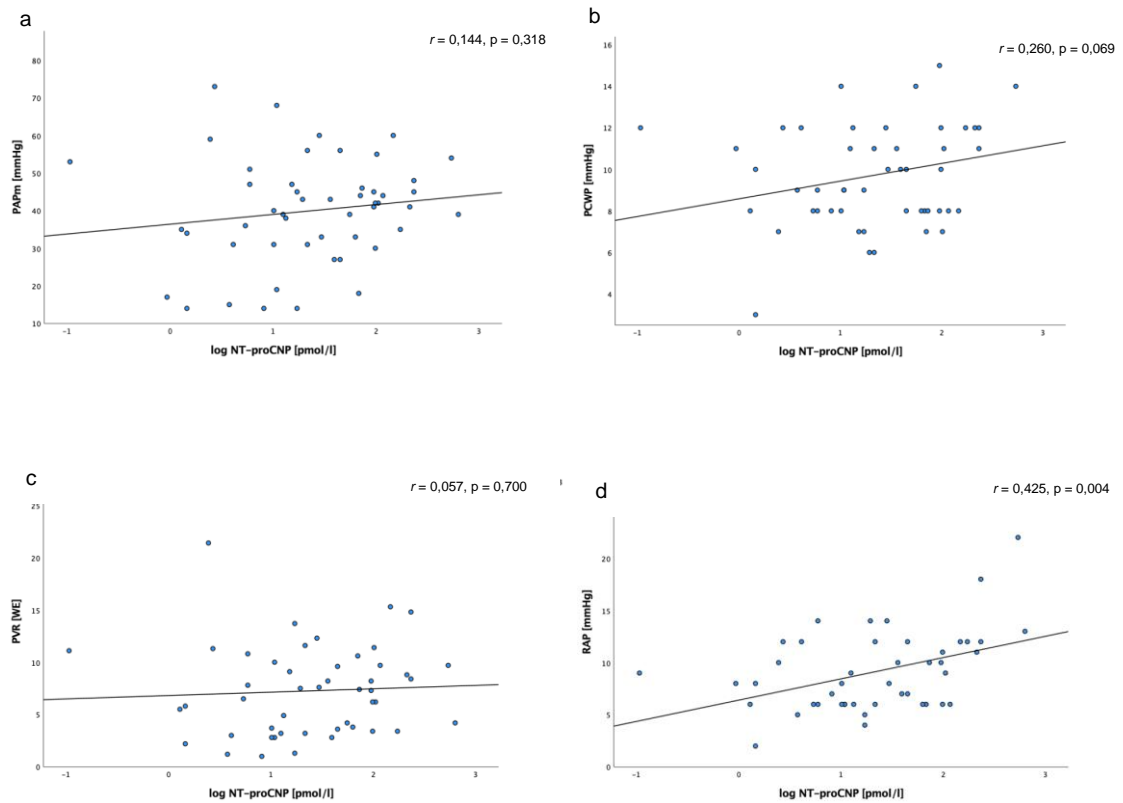 a
r = 0,144, p = 0,318
80
70
60
50
40
30
20
10
PAPm [mmHg]
-1 0 1 2 3
log NT-proCNP [pmol/l]
b
r = 0,260, p = 0,069
16
14
12
10
8
6
4
PCWP [mmHg]
-1 0 1 2 3
log NT-proCNP [pmol/l]
c
r = 0,057, p = 0,700
25
20
15
10
5
0
PVR [WE]
-1 0 1 2 3
log NT-proCNP [pmol/l]
d
r = 0,425, p = 0,004
20
15
10
5
0
RAP [mmHg]
-1 0 1 2 3
log NT-proCNP [pmol/l]